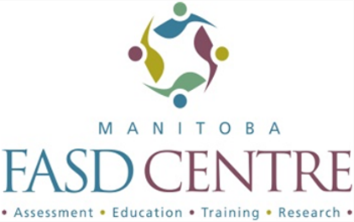 MANITOBA
FASD CENTRE
• Assessment • Education • Training • Research •